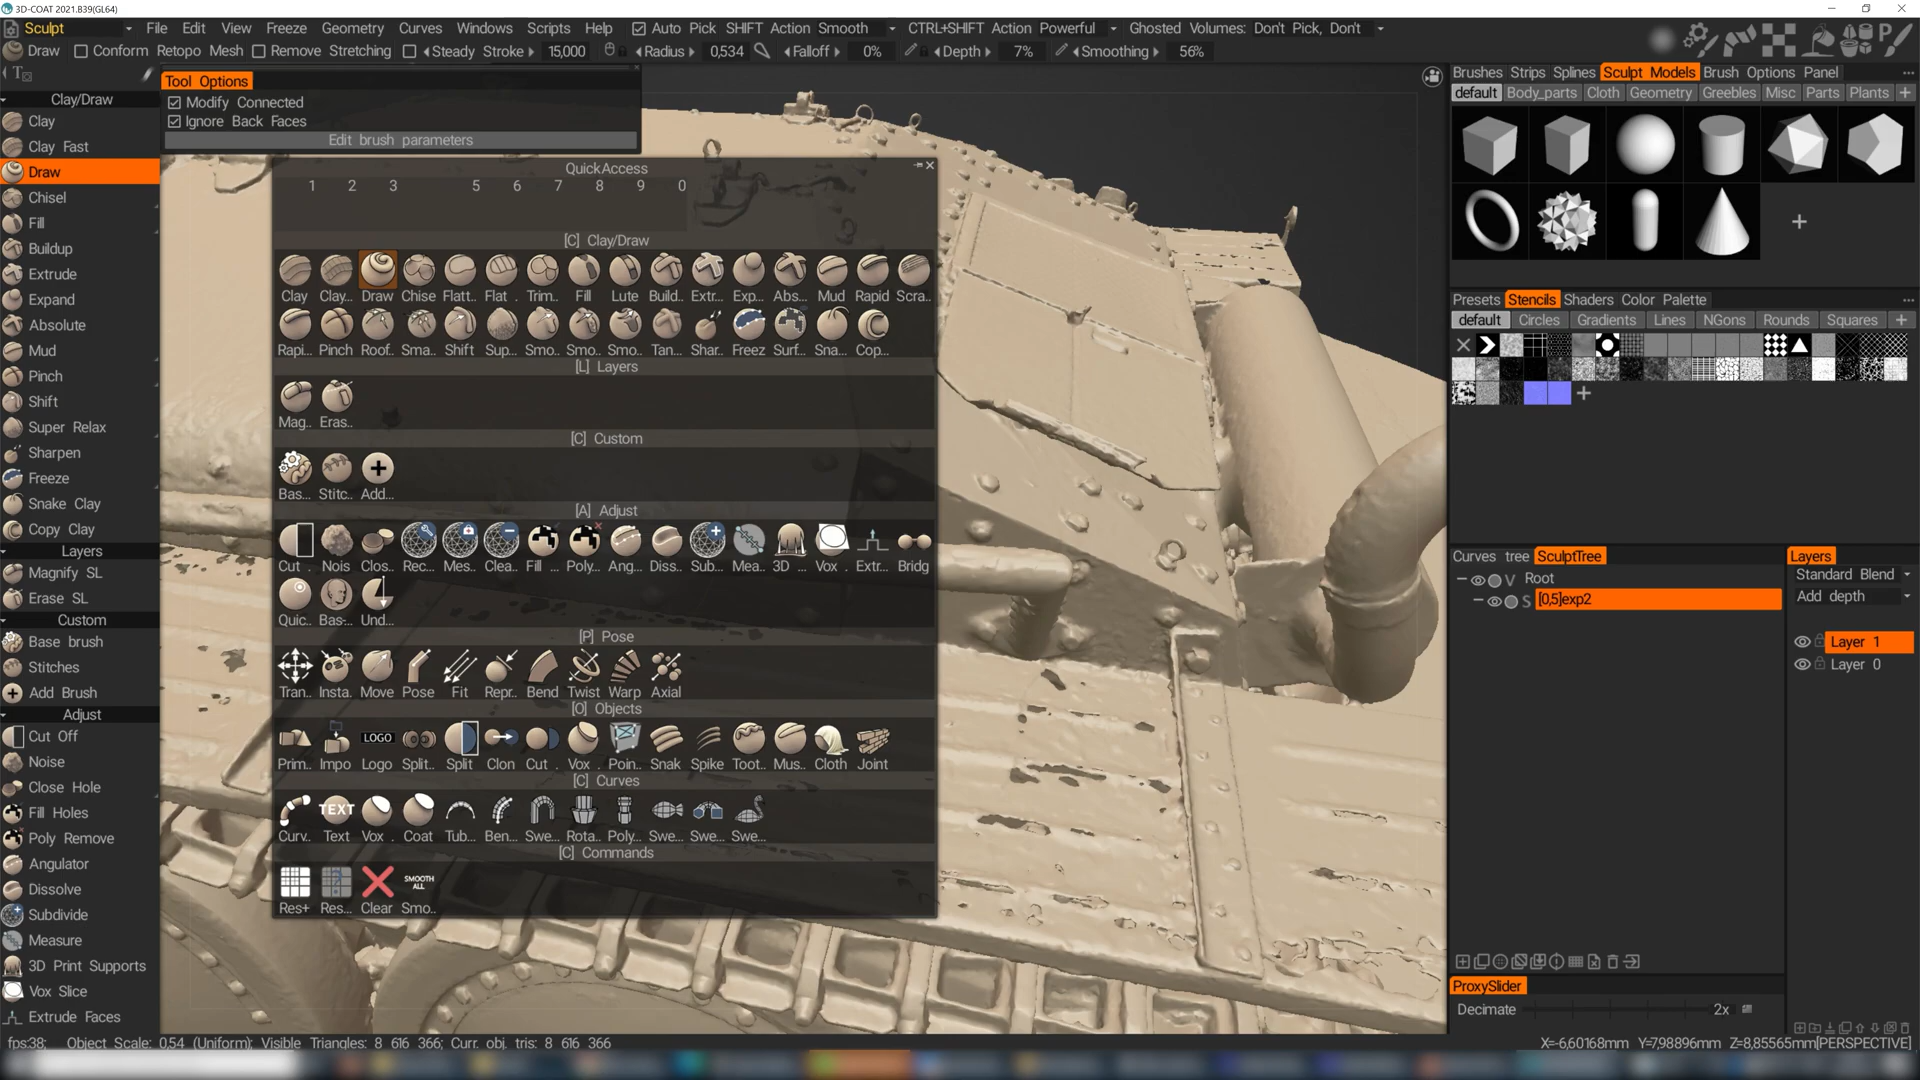 3D-COAT 2021.B39(GL64)
Sculpt File Edit View Freeze Geometry Curves Windows Scripts Help Auto Pick SHIFT Action Smooth CTRL+SHIFT Action Powerful Ghosted Volumes: Don't Pick, Don't
Draw Conform Retopo Mesh Remove Stretching Steady Stroke 15,000 Radius 0,534 Falloff 0% Depth 7% Smoothing 56%
Clay/Draw
Clay
Clay Fast
Draw
Chisel
Fill
Buildup
Extrude
Expand
Absolute
Mud
Pinch
Shift
Super Relax
Sharpen
Freeze
Snake Clay
Copy Clay
Layers
Magnify SL
Erase SL
Custom
Base brush
Stitches
Add Brush
Adjust
Cut Off
Noise
Close Hole
Fill Holes
Poly Remove
Angulator
Dissolve
Subdivide
Measure
3D Print Supports
Vox Slice
Extrude Faces
Tool Options
Modify Connected
Ignore Back Faces
Edit brush parameters
QuickAccess
1 2 3 5 6 7 8 9 0
[C] Clay/Draw
Clay Clay.. Draw Chise Flatt.. Flat . Trim.. Fill Lute Build.. Extr... Exp... Abs... Mud Rapid Scra..
Rapi... Pinch Roof.. Sma.. Shift Sup... Smo.. Smo.. Smo.. Tan... Shar.. Freez Surf.. Sna... Cop...
[L] Layers
Mag.. Eras..
[C] Custom
Bas... Stitc.. Add...
[A] Adjust
Cut . Nois Clos... Rec... Mes.. Clea.. Fill ... Poly... Ang... Diss... Sub... Mea.. 3D ... Vox . Extr... Bridg
Quic.. Bas-.. Und...
[P] Pose
Tran.. Insta. Move Pose Fit Repr.. Bend Twist Warp Axial
[O] Objects
LOGO
Prim.. Impo Logo Split.. Split Clon Cut . Vox . Poin... Snak Spike Toot.. Mus.. Cloth Joint
[C] Curves
TEXT
Curv.. Text Vox . Coat Tub... Ben... Swe... Rota.. Poly.. Swe... Swe... Swe...
[C] Commands
SMOOTH ALL
Res+ Res... Clear Smo..
Brushes Strips Splines Sculpt Models Brush Options Panel
default Body_parts Cloth Geometry Greebles Misc Parts Plants +
Presets Stencils Shaders Color Palette
default Circles Gradients Lines NGons Rounds Squares +
Curves tree SculptTree
V Root
S [0,5]exp2
Layers
Standard Blend
Add depth
Layer 1
Layer 0
ProxySlider
Decimate 2x
fps:38; Object Scale: 0.54 (Uniform); Visible Triangles: 8 616 366; Curr. obj. tris: 8 616 366
X=-6,60168mm Y=7,98896mm Z=8,85565mm[PERSPECTIVE]